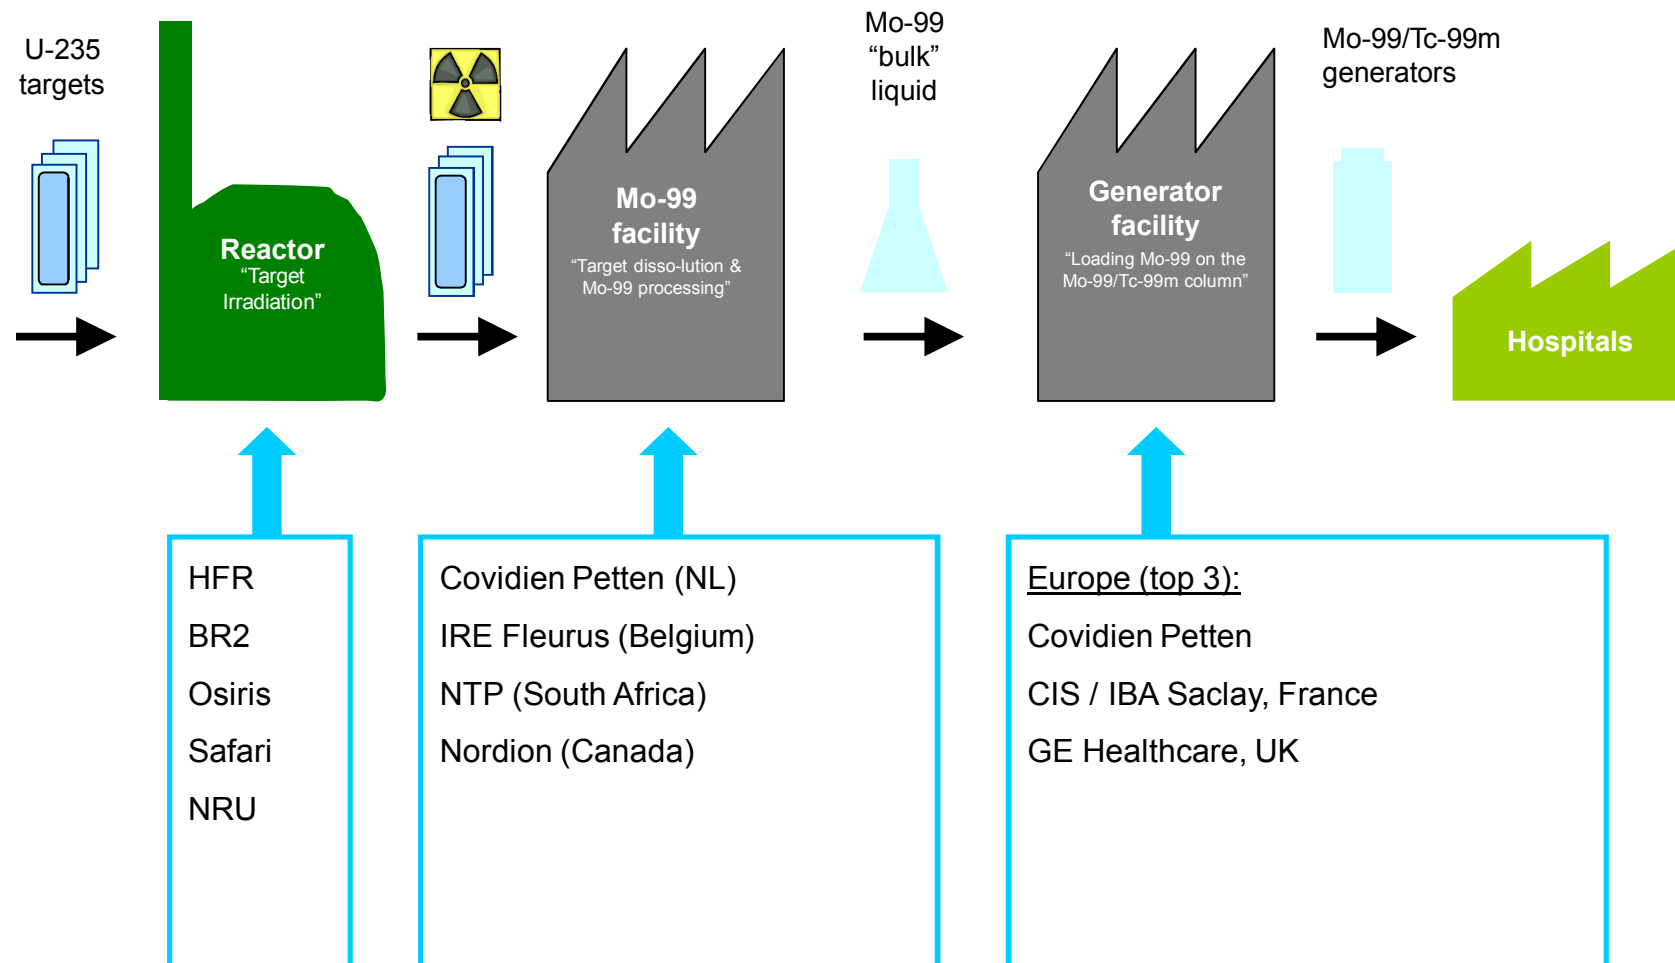 U-235
targets
Reactor
“Target
Irradiation”
Mo-99
facility
“Target disso-lution &
Mo-99 processing”
Mo-99
“bulk”
liquid
Generator
facility
“Loading Mo-99 on the
Mo-99/Tc-99m column”
Mo-99/Tc-99m
generators
Hospitals
HFR
BR2
Osiris
Safari
NRU
Covidien Petten (NL)
IRE Fleurus (Belgium)
NTP (South Africa)
Nordion (Canada)
Europe (top 3):
Covidien Petten
CIS / IBA Saclay, France
GE Healthcare, UK